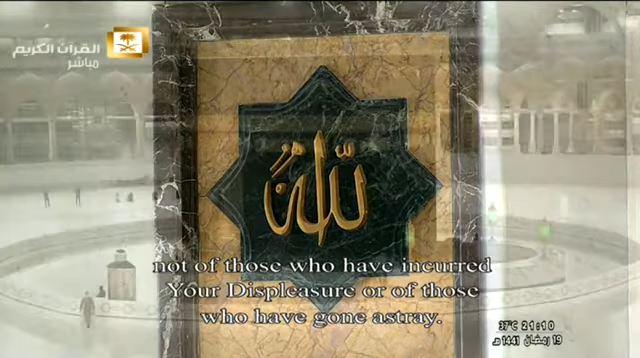 القرآن الكريم
مباشر
الله
not of those who have incurred
Your Displeasure or of those
who have gone astray.
37°C 21:10
19 رمضان 1441 هـ